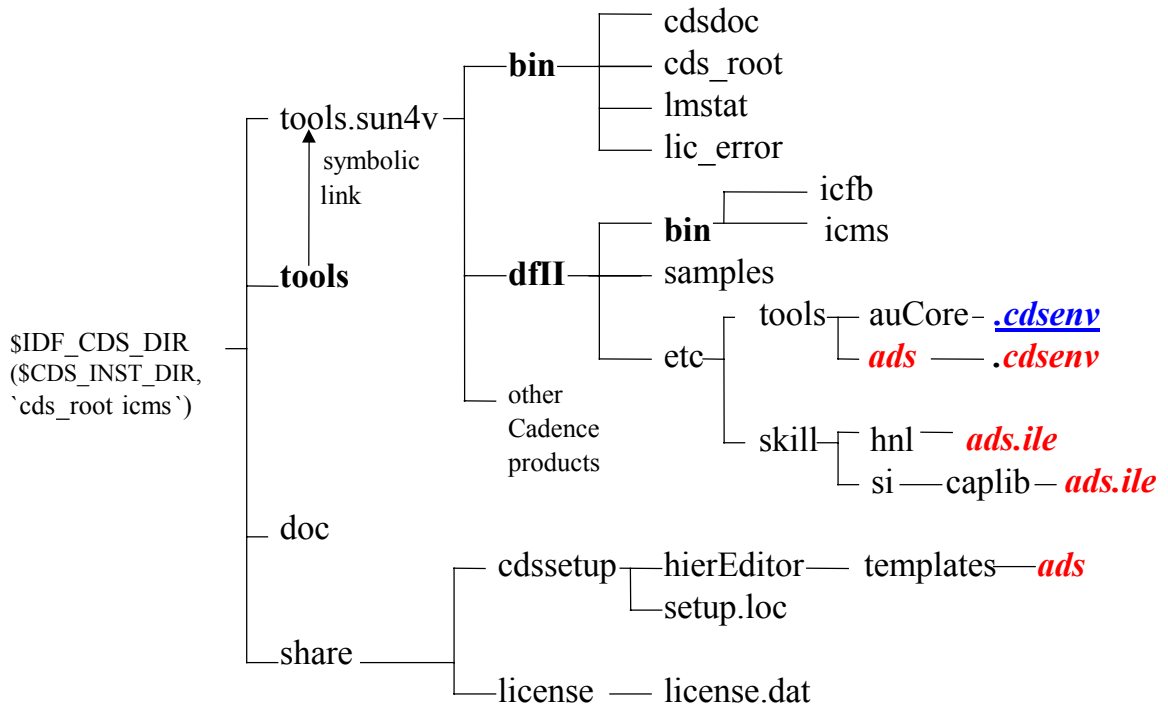 cdsdoc
bin
cds_root
tools.sun4v
lmstat
lic_error
symbolic
link
icfb
bin
icms
tools
dfII
samples
tools
auCore
.cdsenv
$IDF_CDS_DIR
($CDS_INST_DIR,
`cds_root icms`)
etc
ads
.cdsenv
other
Cadence
products
skill
hnl
ads.ile
si
caplib
ads.ile
doc
cdssetup
hierEditor
templates
ads
setup.loc
share
license
license.dat